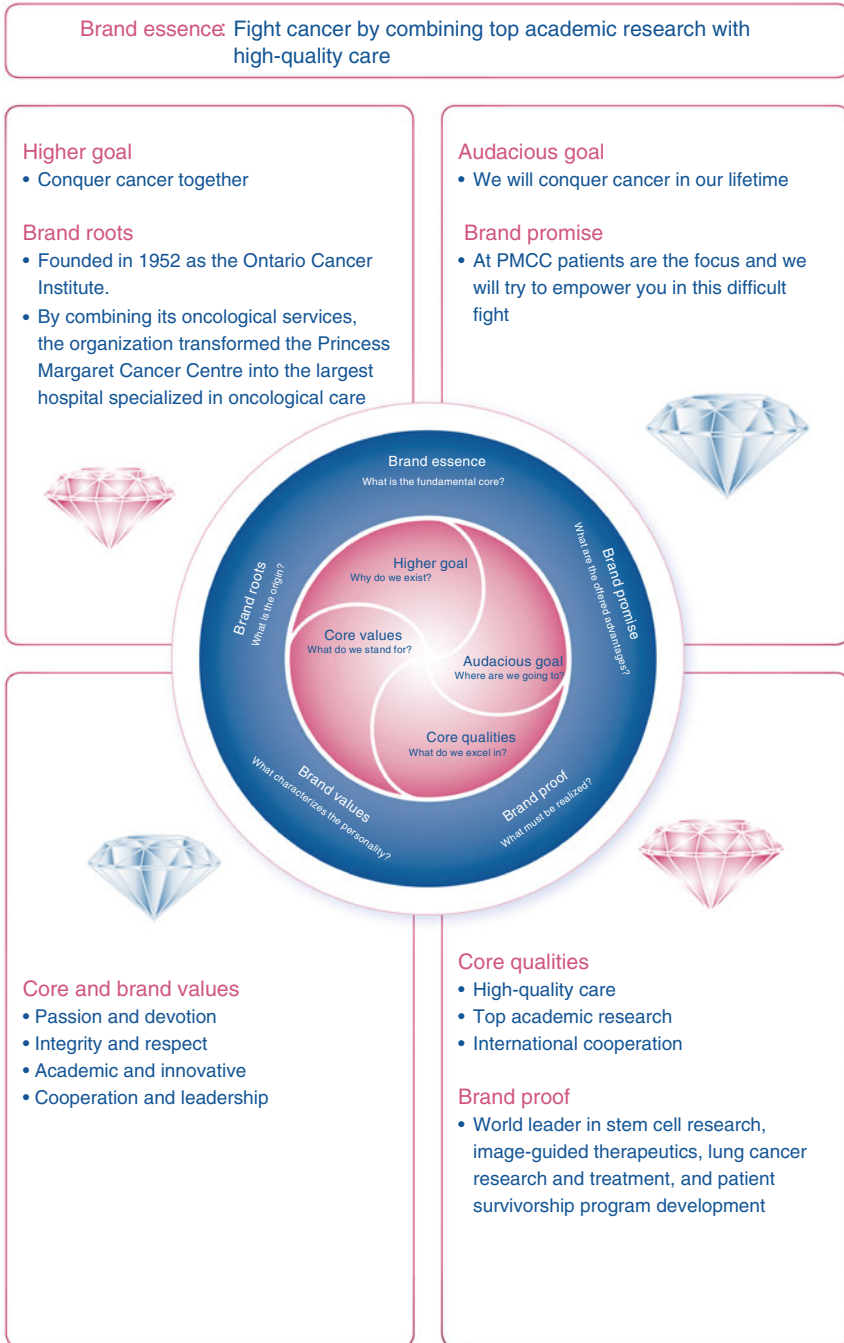 Brand essence: Fight cancer by combining top academic research with
high-quality care
Higher goal
• Conquer cancer together
Brand roots
• Founded in 1952 as the Ontario Cancer
Institute.
• By combining its oncological services,
the organization transformed the Princess
Margaret Cancer Centre into the largest
hospital specialized in oncological care
Audacious goal
• We will conquer cancer in our lifetime
Brand promise
• At PMCC patients are the focus and we
will try to empower you in this difficult
fight
Brand essence
What is the fundamental core?
Brand promise
What are the offered advantages?
Brand proof
What must be realized?
Brand values
What characterizes the personality?
Brand roots
What is the origin?
Higher goal
Why do we exist?
Core values
What do we stand for?
Audacious goal
Where are we going to?
Core qualities
What do we excel in?
Core and brand values
• Passion and devotion
• Integrity and respect
• Academic and innovative
• Cooperation and leadership
Core qualities
• High-quality care
• Top academic research
• International cooperation
Brand proof
• World leader in stem cell research,
image-guided therapeutics, lung cancer
research and treatment, and patient
survivorship program development